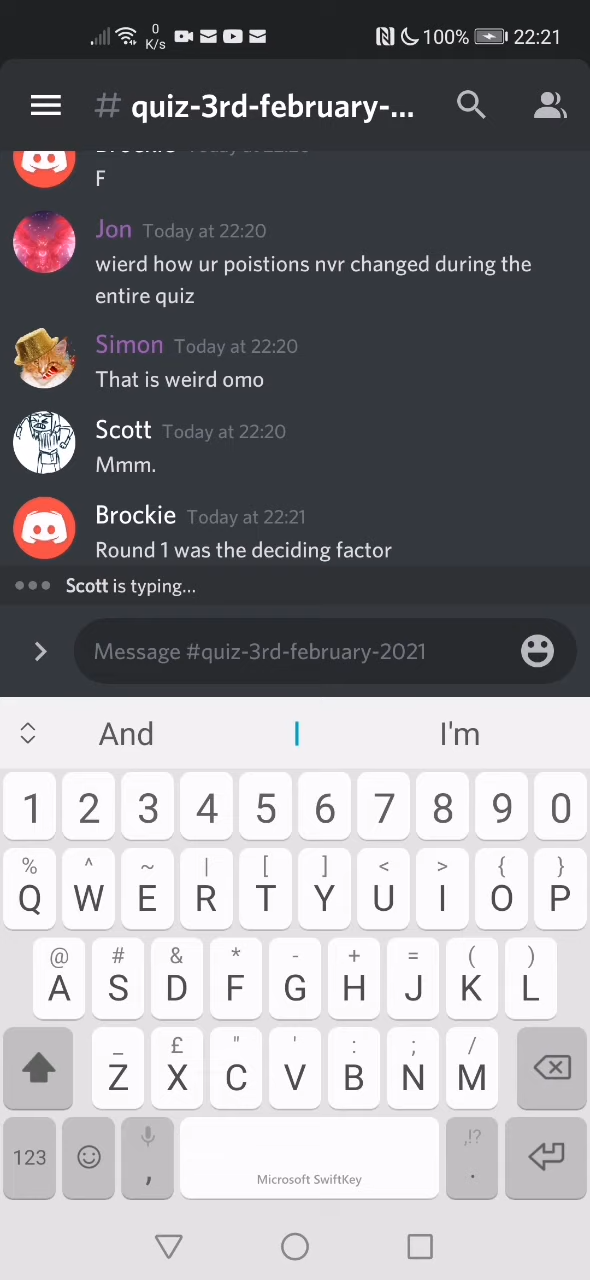 0
K/s
100%
22:21
# quiz-3rd-february-...
F
Jon Today at 22:20
wierd how ur poistions nvr changed during the
entire quiz
Simon Today at 22:20
That is weird omo
Scott Today at 22:20
Mmm.
Brockie Today at 22:21
Round 1 was the deciding factor
Scott is typing...
Message #quiz-3rd-february-2021
And I I'm
1 2 3 4 5 6 7 8 9 0
% ^ ~ | [ ] < > { }
Q W E R T Y U I O P
@ # & * - + = ( )
A S D F G H J K L
_ £ " ' : ; /
Z X C V B N M
123 , ,!? .
Microsoft SwiftKey